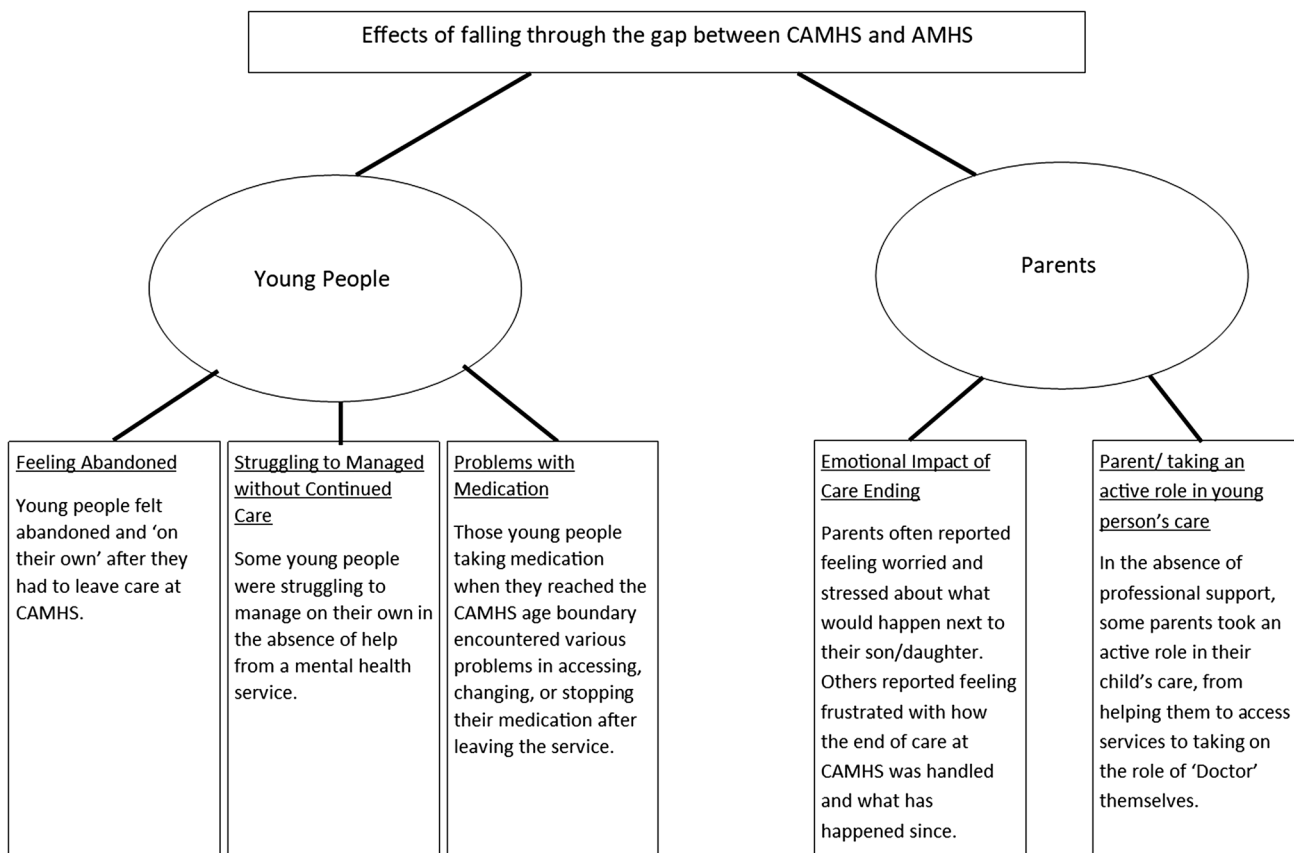 Effects of falling through the gap between CAMHS and AMHS
Young People
Parents
Feeling Abandoned
Young people felt
abandoned and ‘on
their own’ after they
had to leave care at
CAMHS.
Struggling to Managed
without Continued
Care
Some young people
were struggling to
manage on their own in
the absence of help
from a mental health
service.
Problems with
Medication
Those young people
taking medication
when they reached the
CAMHS age boundary
encountered various
problems in accessing,
changing, or stopping
their medication after
leaving the service.
Emotional Impact of
Care Ending
Parents often reported
feeling worried and
stressed about what
would happen next to
their son/daughter.
Others reported feeling
frustrated with how
the end of care at
CAMHS was handled
and what has
happened since.
Parent/ taking an
active role in young
person’s care
In the absence of
professional support,
some parents took an
active role in their
child’s care, from
helping them to access
services to taking on
the role of ‘Doctor’
themselves.